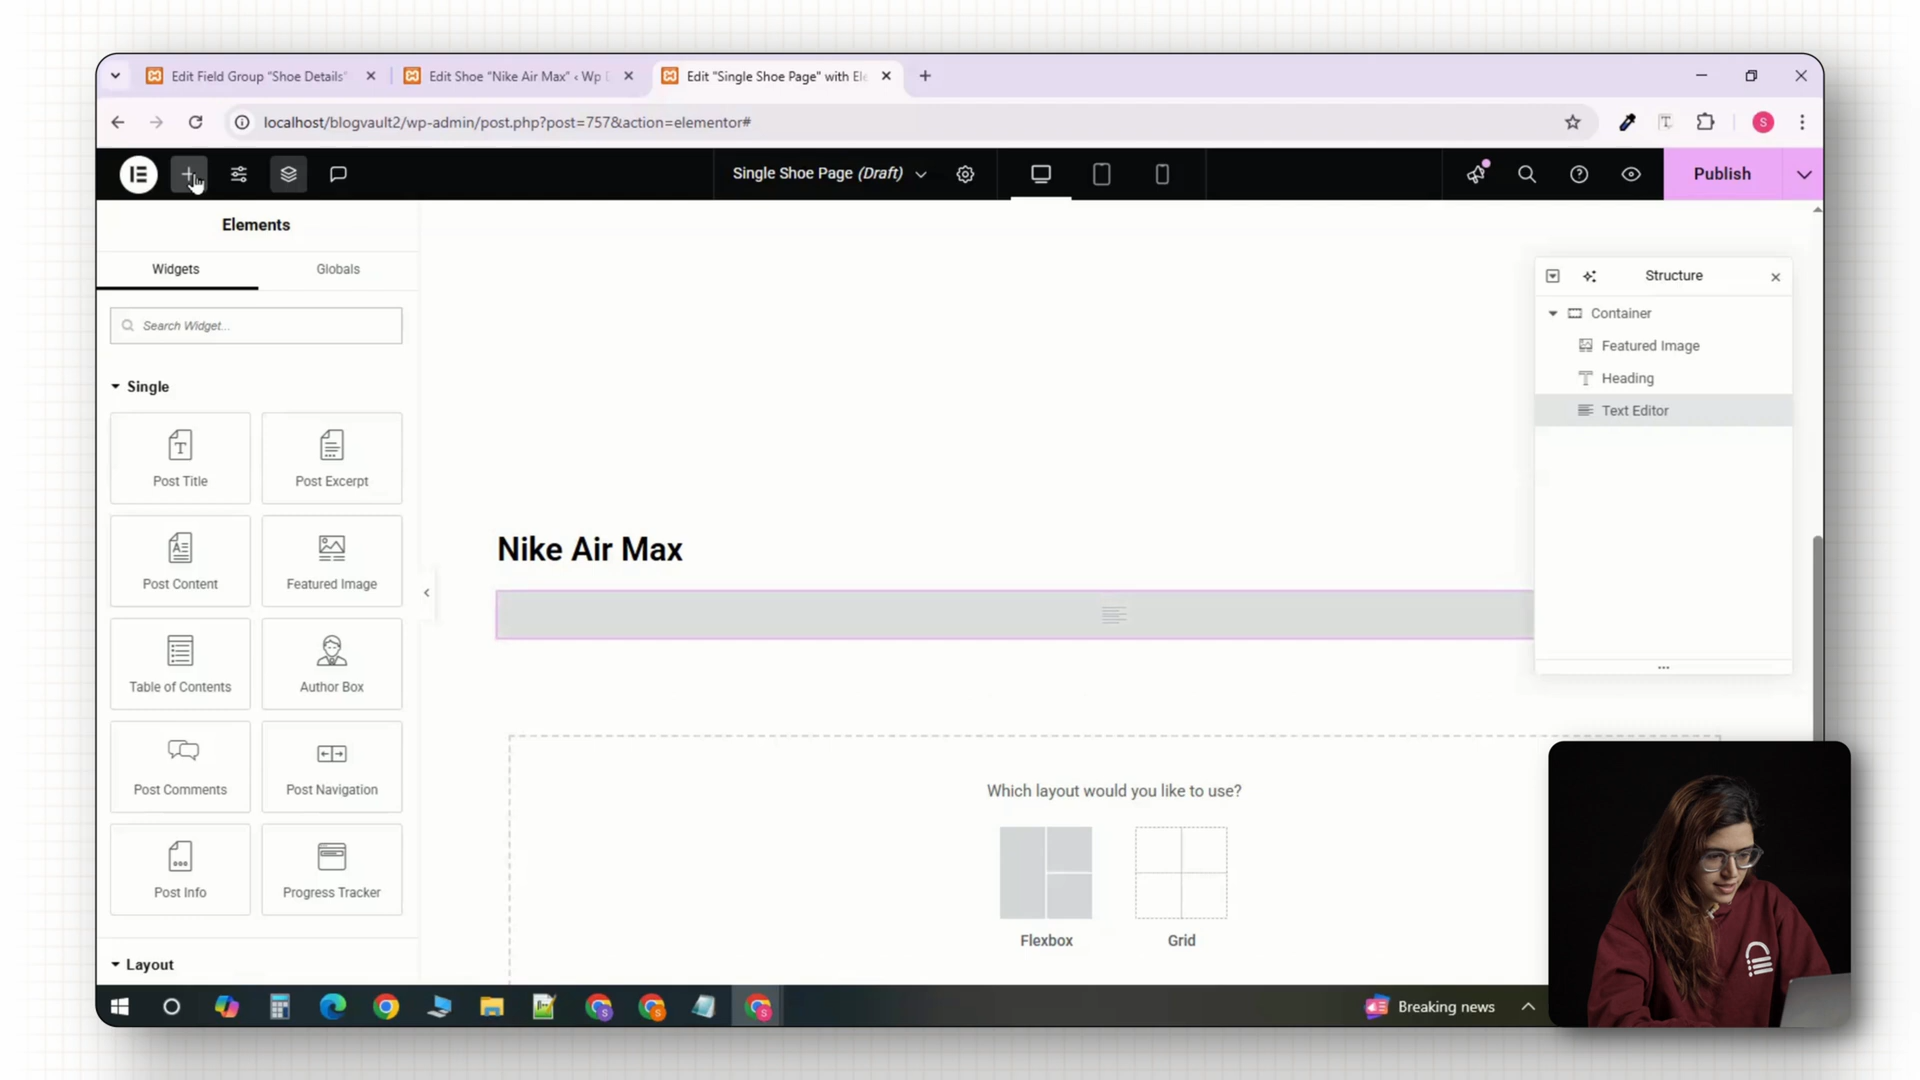 Edit Field Group "Shoe Details"
Edit Shoe "Nike Air Max" ‹ Wp
Edit "Single Shoe Page" with Ele
localhost/blogvault2/wp-admin/post.php?post=757&action=elementor#
S
Single Shoe Page (Draft)
Publish
Elements
Widgets
Globals
Search Widget...
Single
Post Title
Post Excerpt
Post Content
Featured Image
Table of Contents
Author Box
Post Comments
Post Navigation
Post Info
Progress Tracker
Layout
Structure
Container
Featured Image
Heading
Text Editor
Nike Air Max
Which layout would you like to use?
Flexbox
Grid
Breaking news